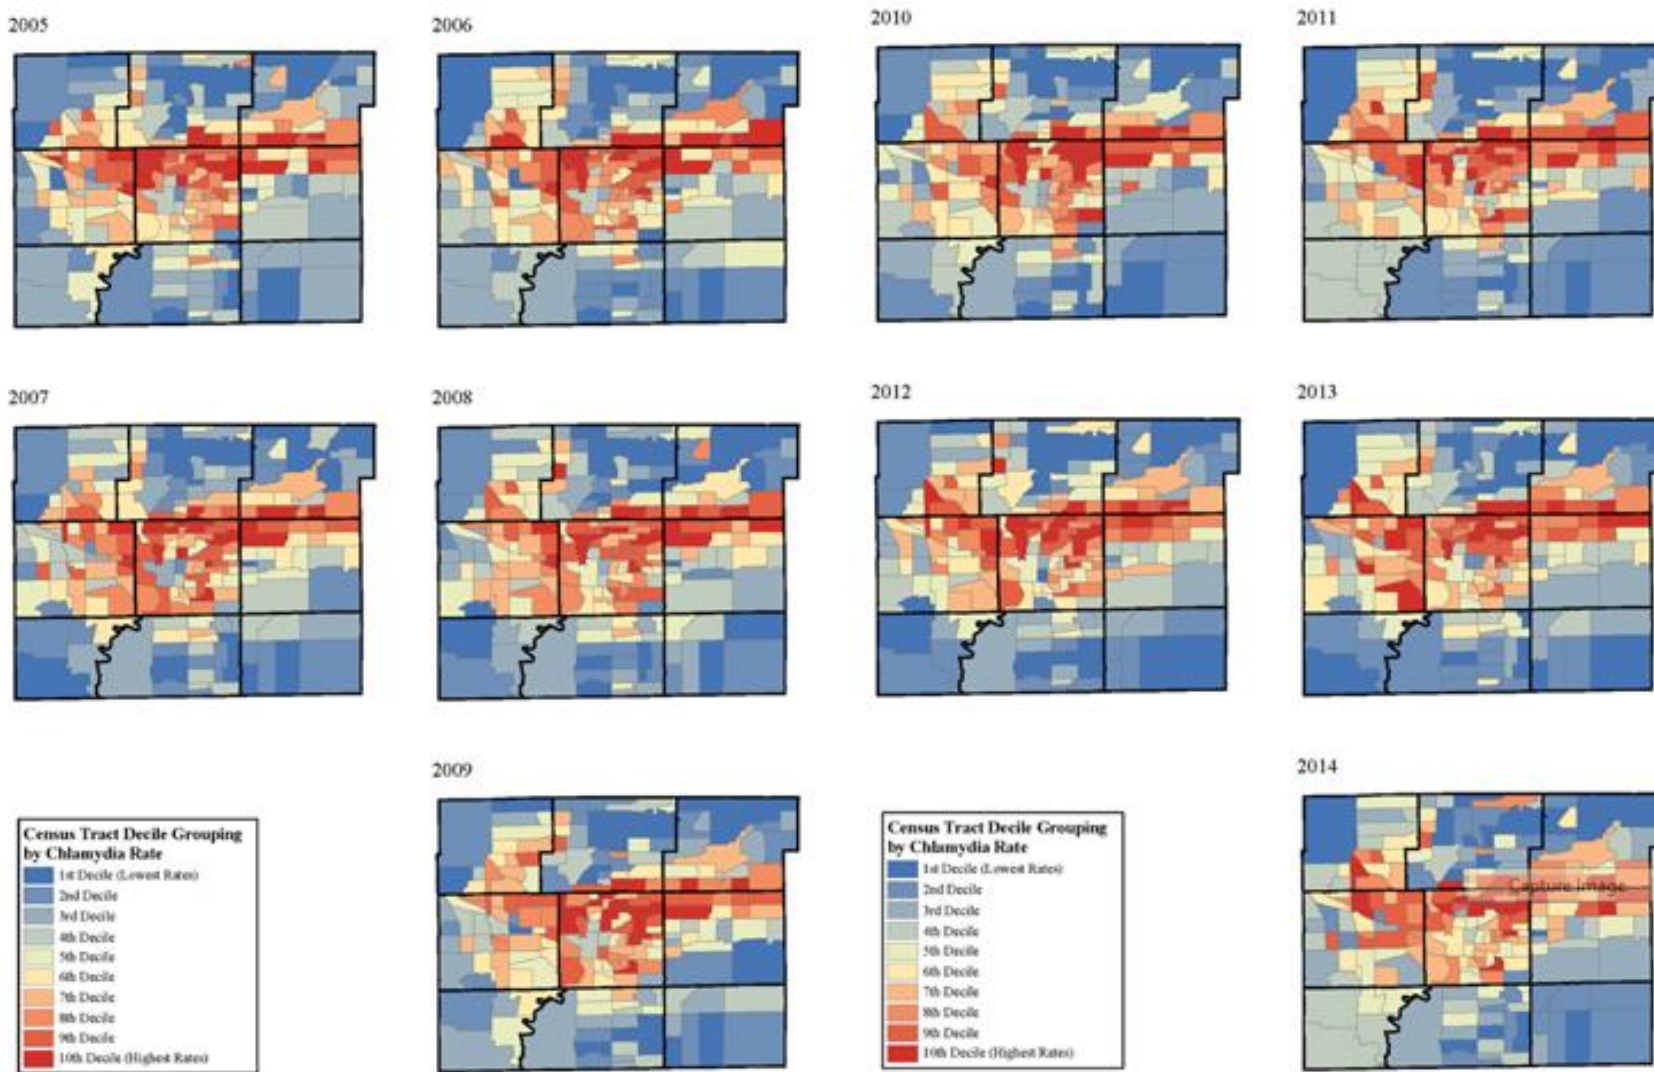 2005
2006
2010
2011
2007
2008
2012
2013
2009
2014
Census Tract Decile Grouping
by Chlamydia Rate
1st Decile (Lowest Rates)
2nd Decile
3rd Decile
4th Decile
5th Decile
6th Decile
7th Decile
8th Decile
9th Decile
10th Decile (Highest Rates)
Census Tract Decile Grouping
by Chlamydia Rate
1st Decile (Lowest Rates)
2nd Decile
3rd Decile
4th Decile
5th Decile
6th Decile
7th Decile
8th Decile
9th Decile
10th Decile (Highest Rates)
Capture Image